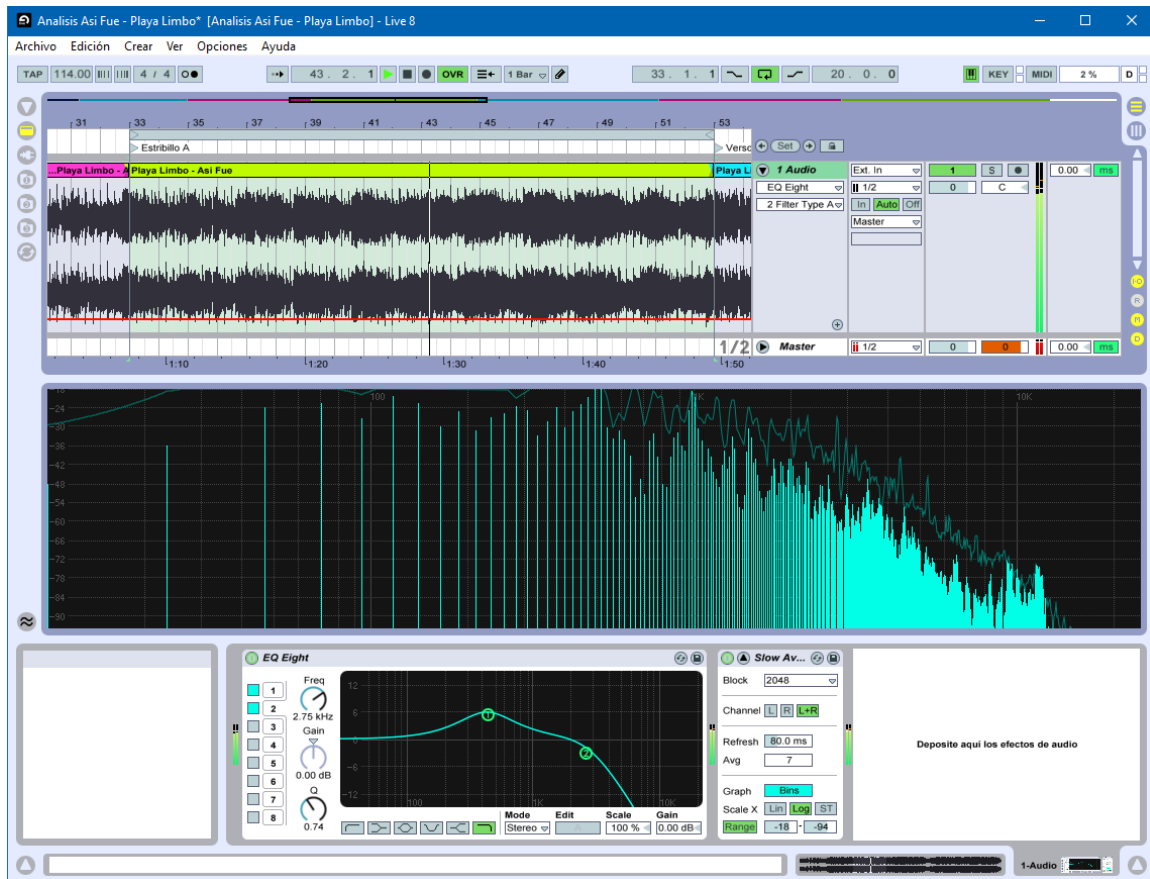 Analisis Asi Fue - Playa Limbo* [Analisis Asi Fue - Playa Limbo] - Live 8
Archivo Edición Crear Ver Opciones Ayuda
TAP 114.00 4 / 4 43 . 2 . 1 OVR 1 Bar 33 . 1 . 1 20 . 0 . 0 KEY MIDI 2 % D
31 33 35 37 39 41 43 45 47 49 51 53
Estribillo A Verso Set
...Playa Limbo - A Playa Limbo - Asi Fue Playa L 1 Audio Ext. In 1 S 0.00 ms
EQ Eight 1/2 0 C
2 Filter Type A In Auto Off
Master
I·O
R
M
D
1/2 Master 1/2 0 0 0.00 ms
1:10 1:20 1:30 1:40 1:50
-18 100 1K 10K
-24
-30
-36
-42
-48
-54
-60
-66
-72
-78
-84
-90
EQ Eight
1
2
3
4
5
6
7
8
Freq
2.75 kHz
Gain
0.00 dB
Q
0.74
12
6
0
-6
-12
1
2
100 1K 10K
Mode Edit Scale Gain
Stereo A 100 % 0.00 dB
Slow Av...
Block 2048
Channel L R L+R
Refresh 80.0 ms
Avg 7
Graph Bins
Scale X Lin Log ST
Range -18 - -94
Deposite aquí los efectos de audio
1-Audio